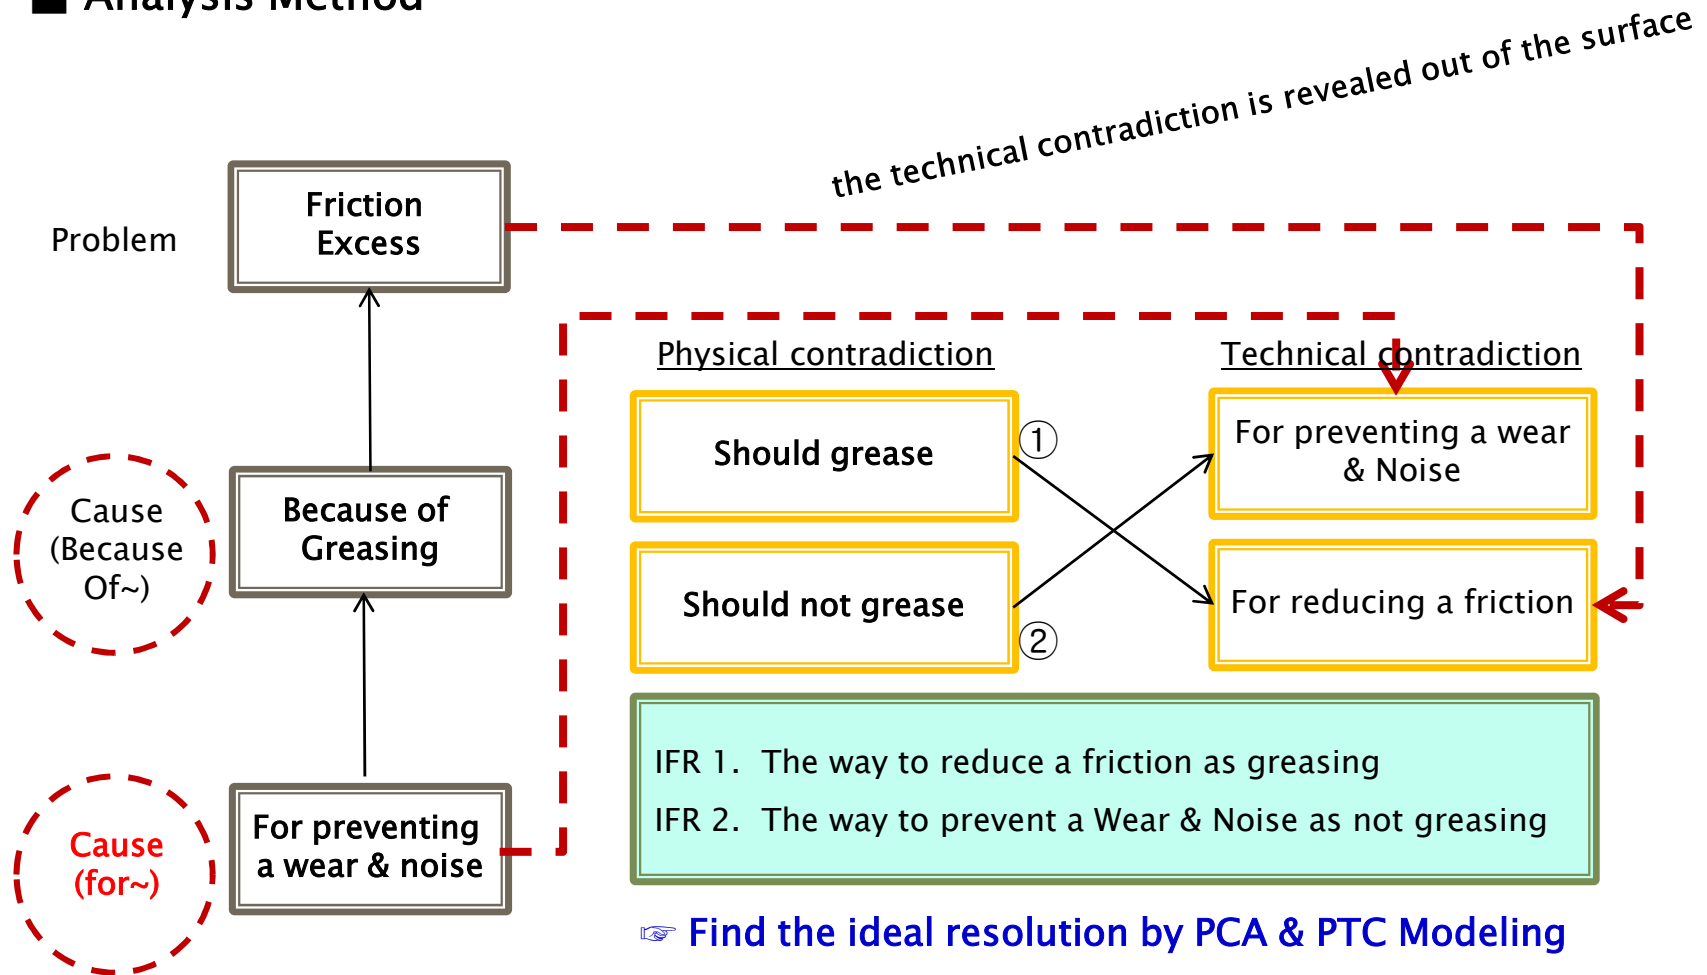 ■ Analysis Method
the technical contradiction is revealed out of the surface
Problem
Friction
Excess
Physical contradiction
Technical contradiction
Should grease
①
For preventing a wear
& Noise
Cause
(Because
Of~)
Because of
Greasing
Should not grease
②
For reducing a friction
IFR 1. The way to reduce a friction as greasing
IFR 2. The way to prevent a Wear & Noise as not greasing
Cause
(for~)
For preventing
a wear & noise
☞ Find the ideal resolution by PCA & PTC Modeling